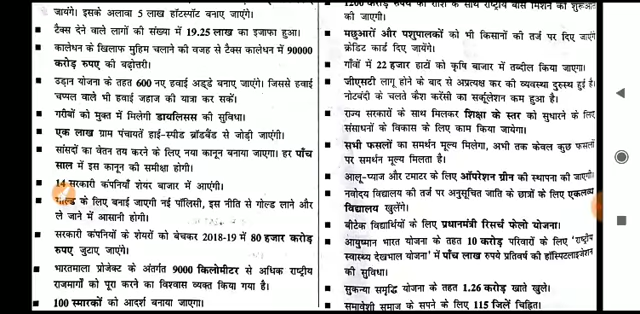 जायंगे। इसके अलावा 5 लाख हॉटस्पॉट बनाए जाएंगे।
टैक्स देने वाले लागों की संख्या में 19.25 लाख का इजाफा हुआ।
कालेधन के खिलाफ मुहिम चलाने की वजह से टैक्स कालेधन में 90000
करोड़ रुपए की बढ़ोतरी।
उड़ान योजना के तहत 600 नए हवाई अड्डे बनाए जाएंगे। जिससे हवाई
चप्पल वाले भी हवाई जहाज की यात्रा कर सकें।
गरीबों को मुक्त में मिलेगी डायलिसस की सुविधा।
एक लाख ग्राम पंचायतें हाई-स्पीड ब्रॉडबैंड से जोड़ी जाएंगी।
सांसदों का वेतन तय करने के लिए नया कानून बनाया जाएगा। हर पाँच
साल में इस कानून की समीक्षा होगी।
14 सरकारी कंपनियाँ शेयर बाजार में आएंगी।
गोल्ड के लिए बनाई जाएगी नई पॉलिसी, इस नीति से गोल्ड लाने और
ले जाने में आसानी होगी।
सरकारी कंपनियों के शेयरों को बेचकर 2018-19 में 80 हजार करोड़
रुपए जुटाए जाएंगे।
भारतमाला प्रोजेक्ट के अंतर्गत 9000 किलोमीटर से अधिक राष्ट्रीय
राजमार्गों को पूरा करने का विश्वास व्यक्त किया गया है।
100 स्मारकों को आदर्श बनाया जाएगा।
1200 करोड़ रुपये की राशि के साथ राष्ट्रीय बांस मिशन की शुरूआत
की जाएगी।
मछुआरों और पशुपालकों को भी किसानों की तर्ज पर दिए जाएंगे
क्रेडिट कार्ड दिए जायेंगे।
गाँवों में 22 हजार हाटों को कृषि बाजार में तब्दील किया जाएगा।
जीएसटी लागू होने के बाद से अप्रत्यक्ष कर की व्यवस्था दुरुस्थ हुई है।
नोटबंदी के चलते कैश करेंसी का सर्कूलेशन कम हुआ है।
राज्य सरकारों के साथ मिलकर शिक्षा के स्तर को सुधारने के लिए
संसाधनों के विकास के लिए काम किया जायेगा।
सभी फसलों का समर्थन मूल्य मिलेगा, अभी तक केवल कुछ फसलों
पर समर्थन मूल्य मिलता है।
आलू-प्याज और टमाटर के लिए ऑपरेशन ग्रीन की स्थापना की जाएगी।
नवोदय विद्यालय की तर्ज पर अनुसूचित जाति के छात्रों के लिए एकलव्य
विद्यालय खुलेंगे।
बीटेक विद्यार्थियों के लिए प्रधानमंत्री रिसर्च फेलो योजना।
आयुष्मान भारत योजना के तहत 10 करोड़ परिवारों के लिए 'राष्ट्रीय
स्वास्थ्य देखभाल योजना' में पाँच लाख रुपये प्रतिवर्ष की हॉस्पिटलाइजेशन
की सुविधा।
सुकन्या समृद्धि योजना के तहत 1.26 करोड़ खाते खुले।
समावेशी समाज के सपने के लिए 115 जिलें चिह्नित।